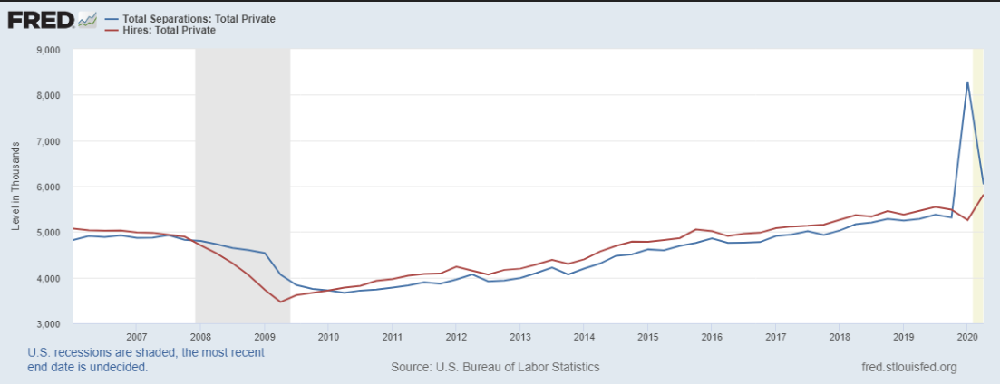 FRED
Total Separations: Total Private
Hires: Total Private
9,000
8,000
7,000
6,000
5,000
4,000
3,000
Level in Thousands
2007 2008 2009 2010 2011 2012 2013 2014 2015 2016 2017 2018 2019 2020
U.S. recessions are shaded; the most recent
end date is undecided.
Source: U.S. Bureau of Labor Statistics
fred.stlouisfed.org